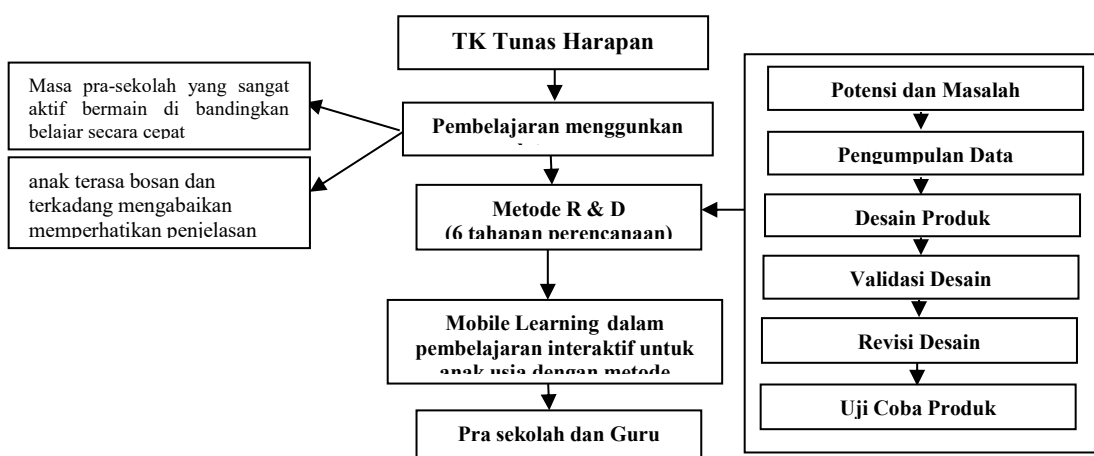 TK Tunas Harapan
Masa pra-sekolah yang sangat
aktif bermain di bandingkan
belajar secara cepat
anak terasa bosan dan
terkadang mengabaikan
memperhatikan penjelasan
Pembelajaran menggunkan
Metode R & D
(6 tahapan perencanaan)
Mobile Learning dalam
pembelajaran interaktif untuk
anak usia dengan metode
Pra sekolah dan Guru
Potensi dan Masalah
Pengumpulan Data
Desain Produk
Validasi Desain
Revisi Desain
Uji Coba Produk